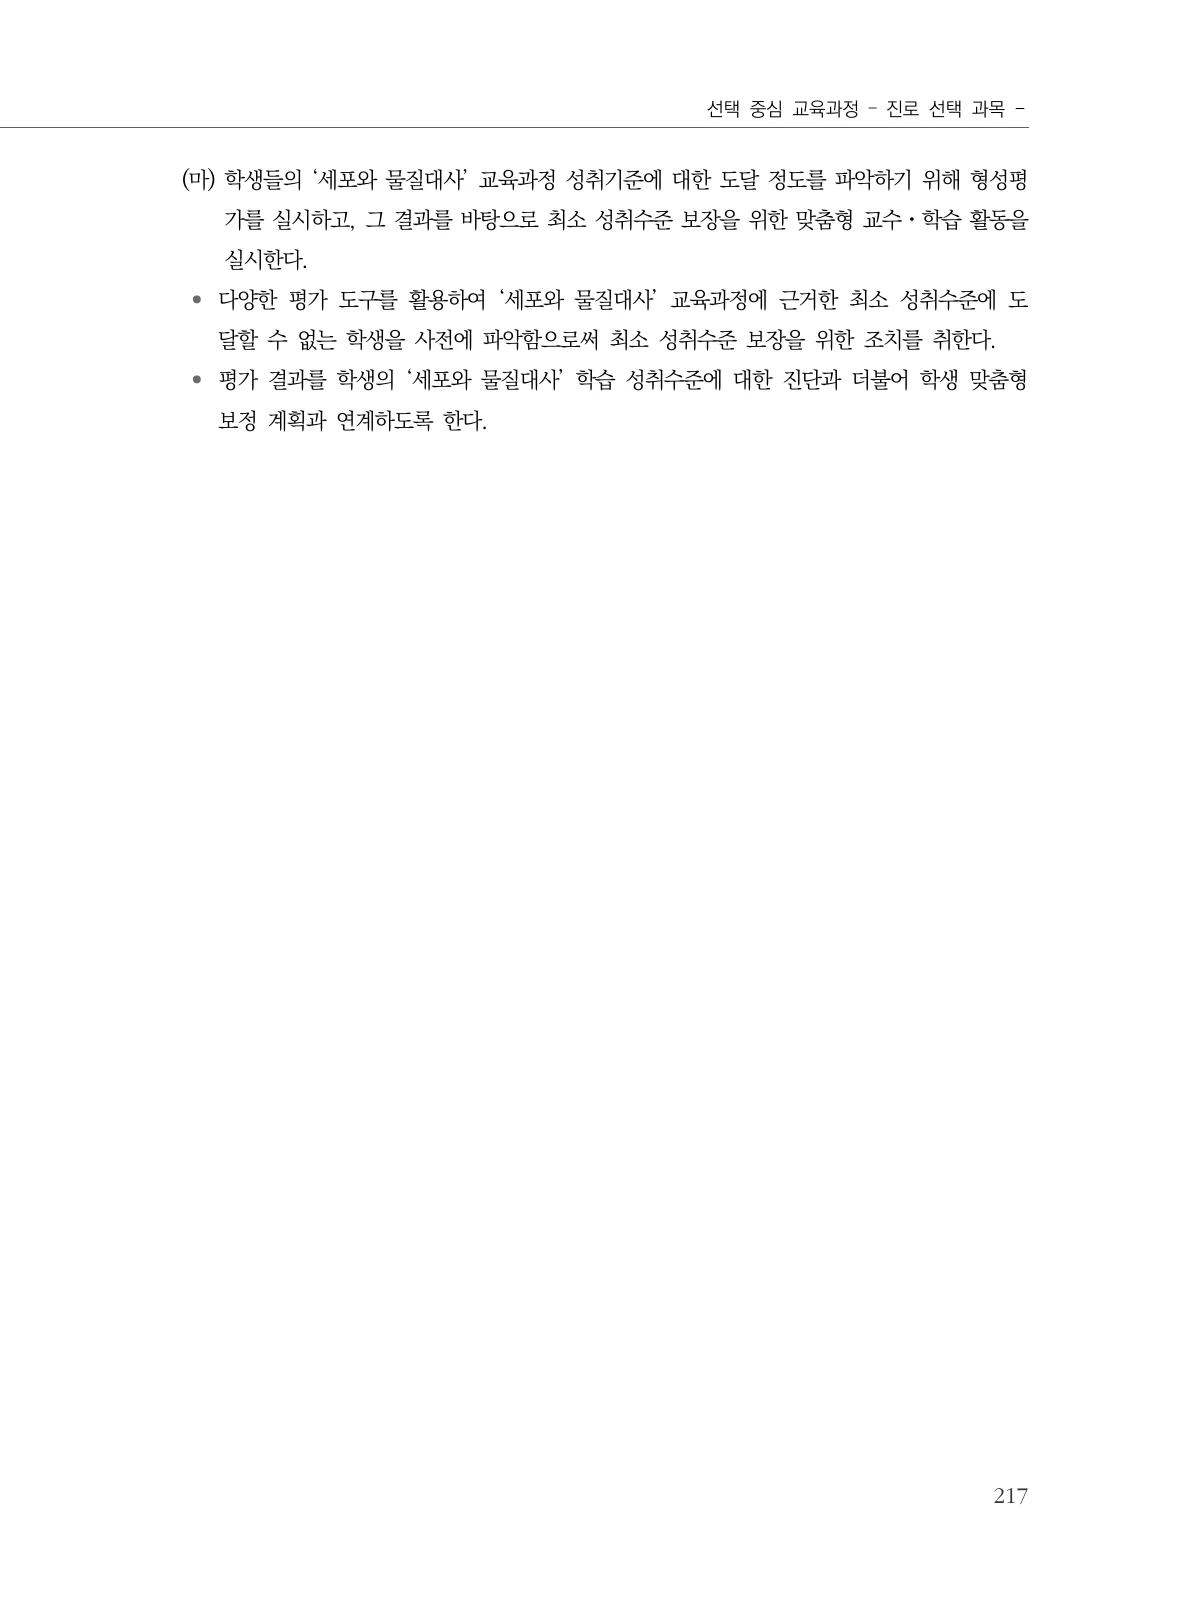 선택 중심 교육과정 - 진로 선택 과목 -
(마) 학생들의 ‘세포와 물질대사’ 교육과정 성취기준에 대한 도달 정도를 파악하기 위해 형성평
가를 실시하고, 그 결과를 바탕으로 최소 성취수준 보장을 위한 맞춤형 교수・학습 활동을
실시한다.
• 다양한 평가 도구를 활용하여 ‘세포와 물질대사’ 교육과정에 근거한 최소 성취수준에 도
달할 수 없는 학생을 사전에 파악함으로써 최소 성취수준 보장을 위한 조치를 취한다.
• 평가 결과를 학생의 ‘세포와 물질대사’ 학습 성취수준에 대한 진단과 더불어 학생 맞춤형
보정 계획과 연계하도록 한다.
217